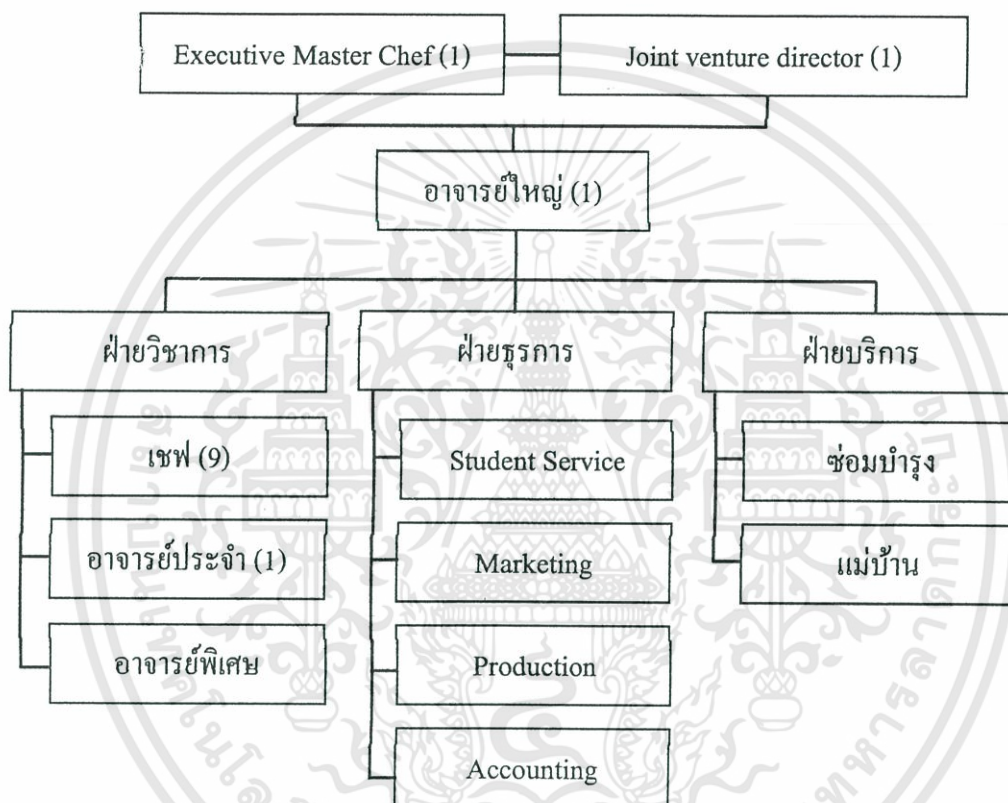 Executive Master Chef (1)
Joint venture director (1)
อาจารย์ใหญ่ (1)
ฝ่ายวิชาการ
ฝ่ายธุรการ
ฝ่ายบริการ
เชฟ (9)
Student Service
ซ่อมบำรุง
อาจารย์ประจำ (1)
Marketing
แม่บ้าน
อาจารย์พิเศษ
Production
Accounting